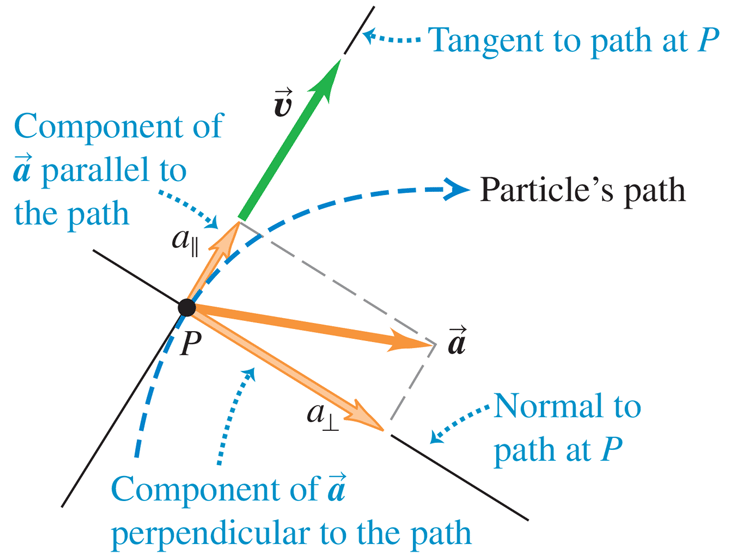 Tangent to path at P
v⃗
Component of
a⃗ parallel to
the path
Particle's path
a∥
P
a⃗
a⊥
Normal to
path at P
Component of a⃗
perpendicular to the path